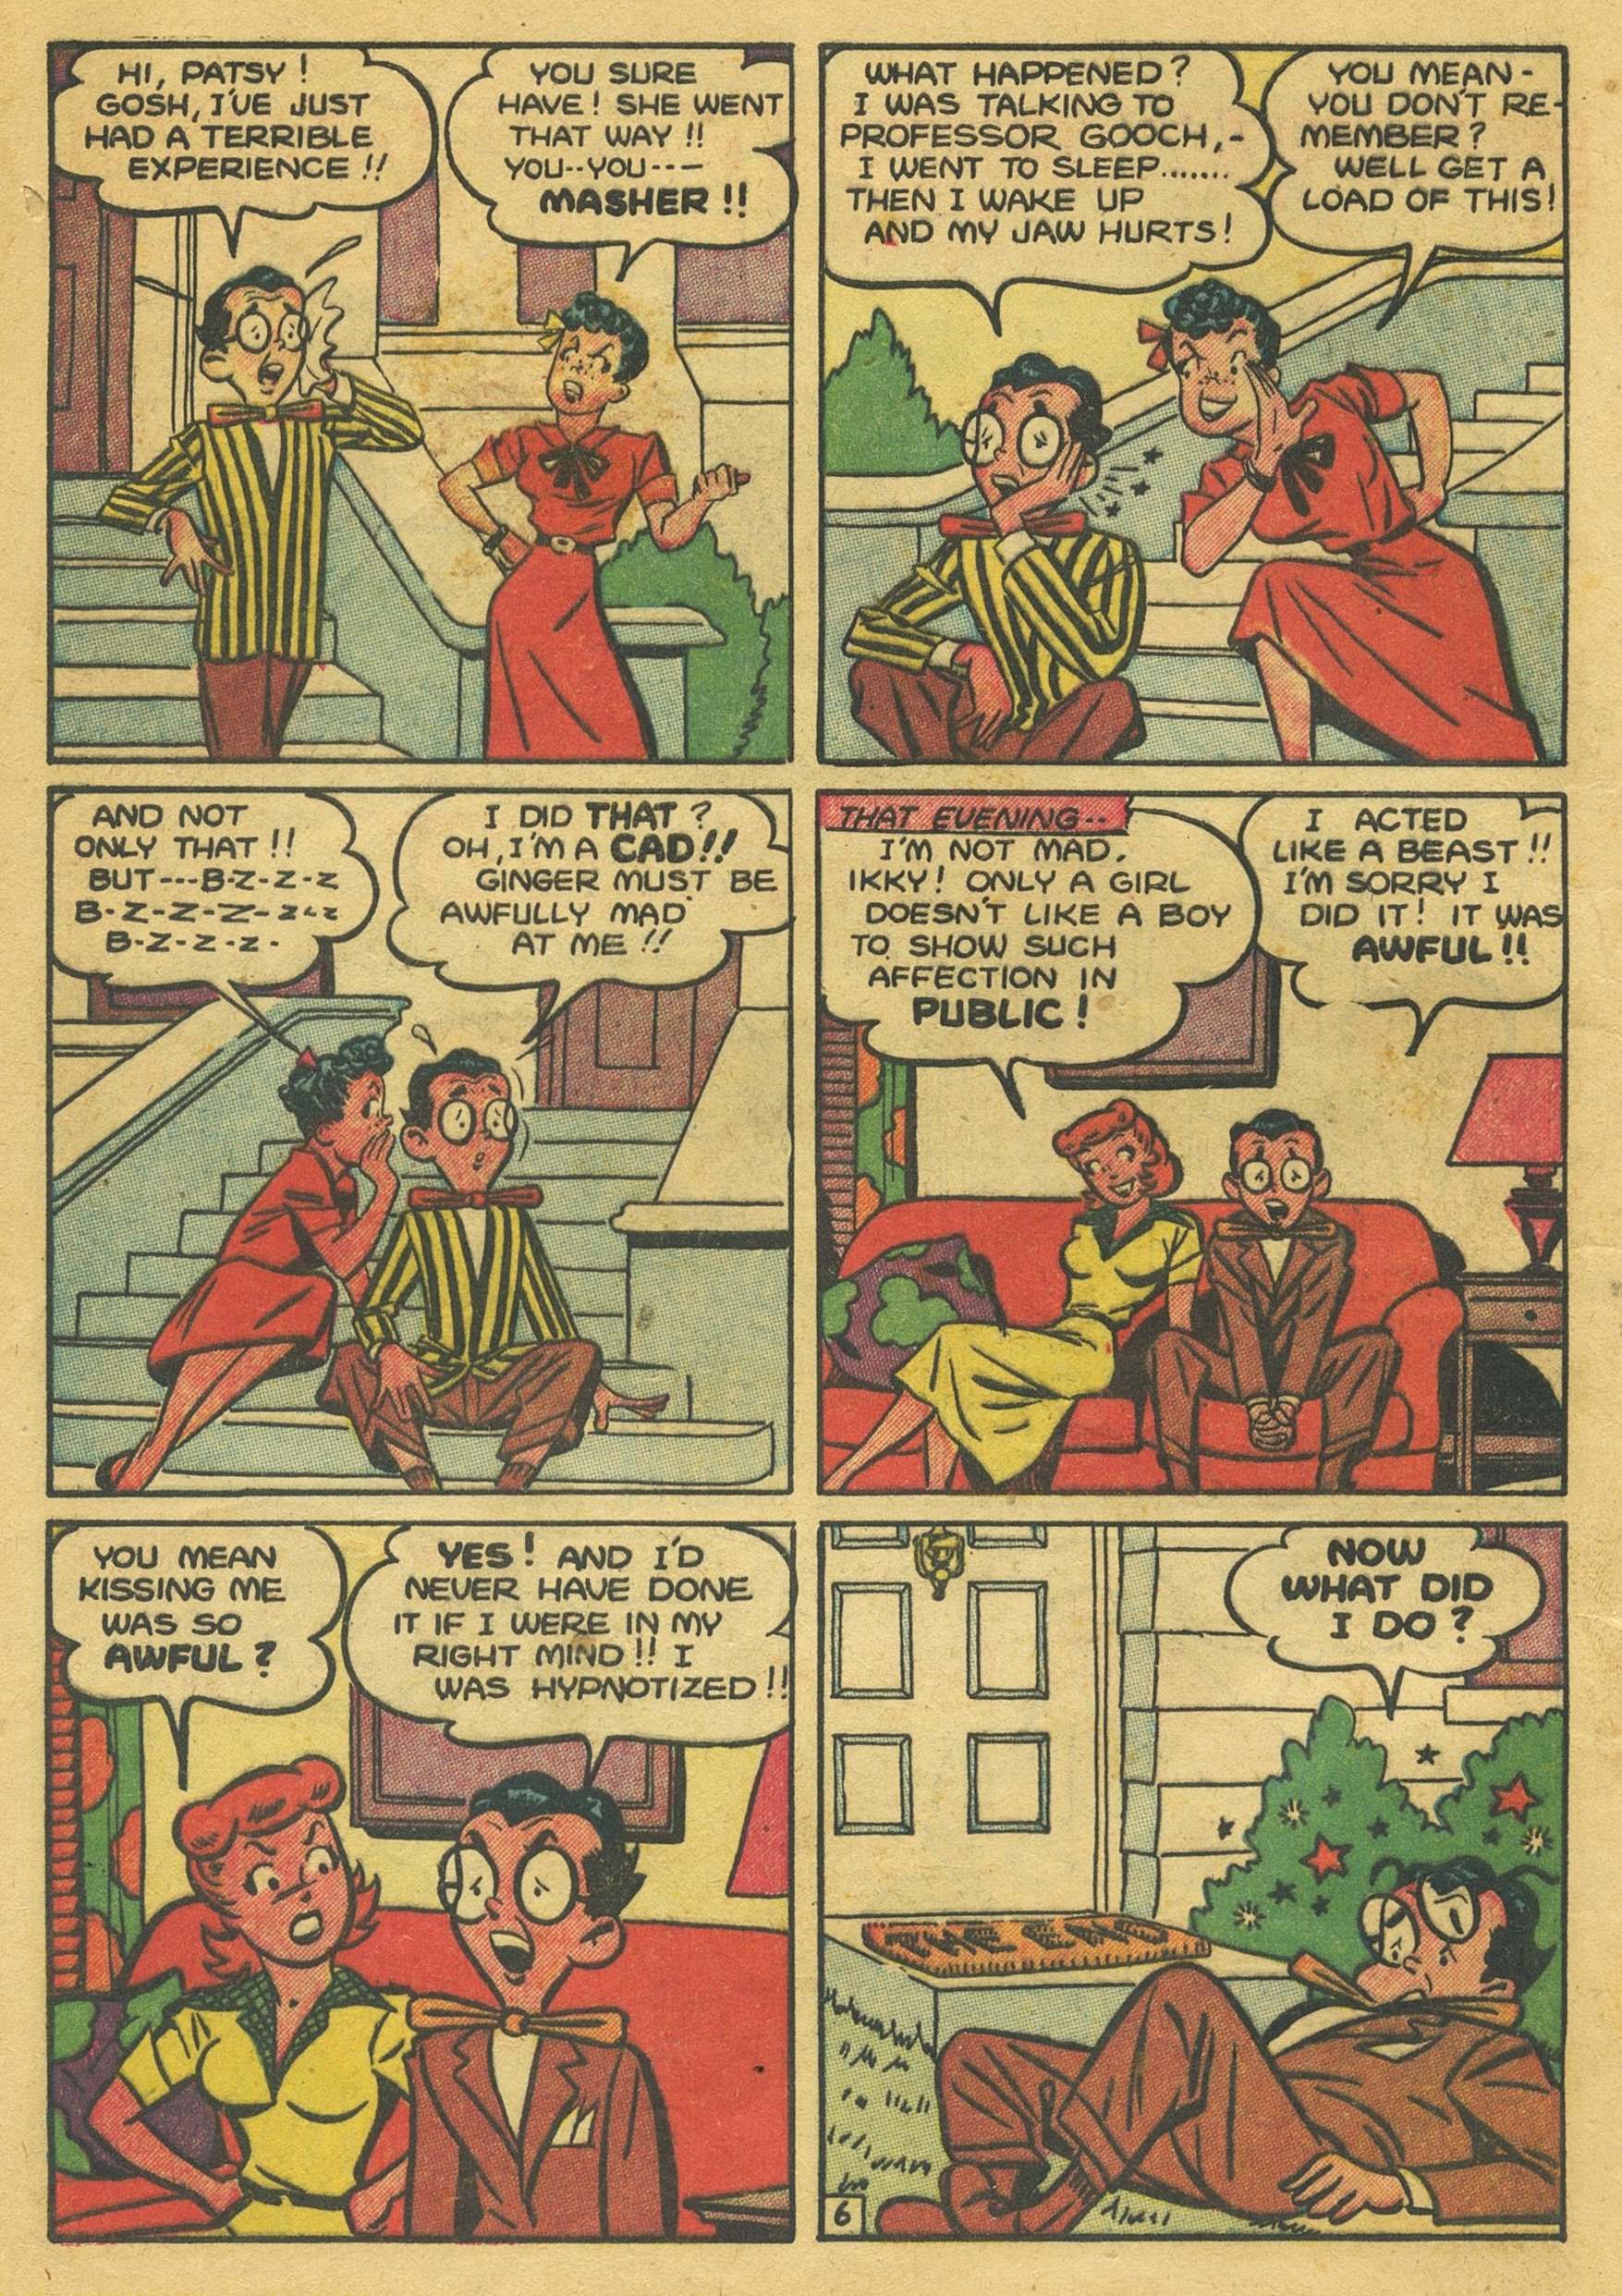 HI, PATSY!
GOSH, I'VE JUST
HAD A TERRIBLE
EXPERIENCE!!
YOU SURE
HAVE! SHE WENT
THAT WAY!!
YOU--YOU---
MASHER!!
WHAT HAPPENED?
I WAS TALKING TO
PROFESSOR GOOCH,-
I WENT TO SLEEP.......
THEN I WAKE UP
AND MY JAW HURTS!
YOU MEAN-
YOU DON'T RE-
MEMBER?
WELL GET A
LOAD OF THIS!
AND NOT
ONLY THAT!!
BUT---B-Z-Z-Z
B-Z-Z-Z-Z-Z-Z
B-Z-Z-Z-
I DID THAT?
OH, I'M A CAD!!
GINGER MUST BE
AWFULLY MAD
AT ME!!
THAT EVENING--
I'M NOT MAD,
IKKY! ONLY A GIRL
DOESN'T LIKE A BOY
TO SHOW SUCH
AFFECTION IN
PUBLIC!
I ACTED
LIKE A BEAST!!
I'M SORRY I
DID IT! IT WAS
AWFUL!!
YOU MEAN
KISSING ME
WAS SO
AWFUL?
YES! AND I'D
NEVER HAVE DONE
IT IF I WERE IN MY
RIGHT MIND!! I
WAS HYPNOTIZED!!
NOW
WHAT DID
I DO?
6